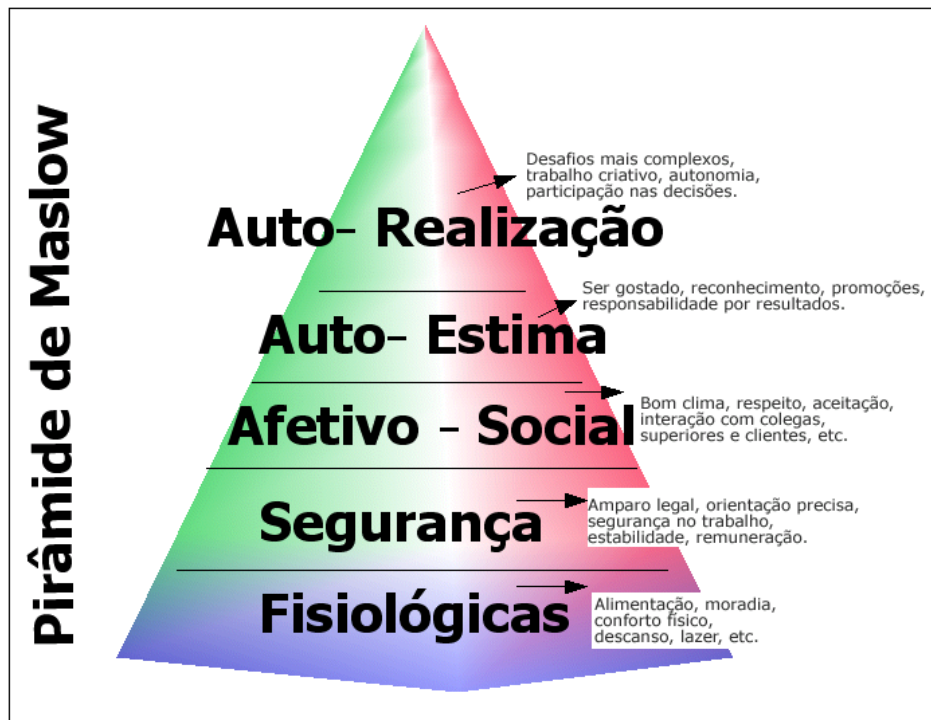 Pirâmide de Maslow
Desafios mais complexos,
trabalho criativo, autonomia,
participação nas decisões.
Auto- Realização
Ser gostado, reconhecimento, promoções,
responsabilidade por resultados.
Auto- Estima
Bom clima, respeito, aceitação,
interação com colegas,
superiores e clientes, etc.
Afetivo - Social
Amparo legal, orientação precisa,
segurança no trabalho,
estabilidade, remuneração.
Segurança
Alimentação, moradia,
conforto físico,
descanso, lazer, etc.
Fisiológicas